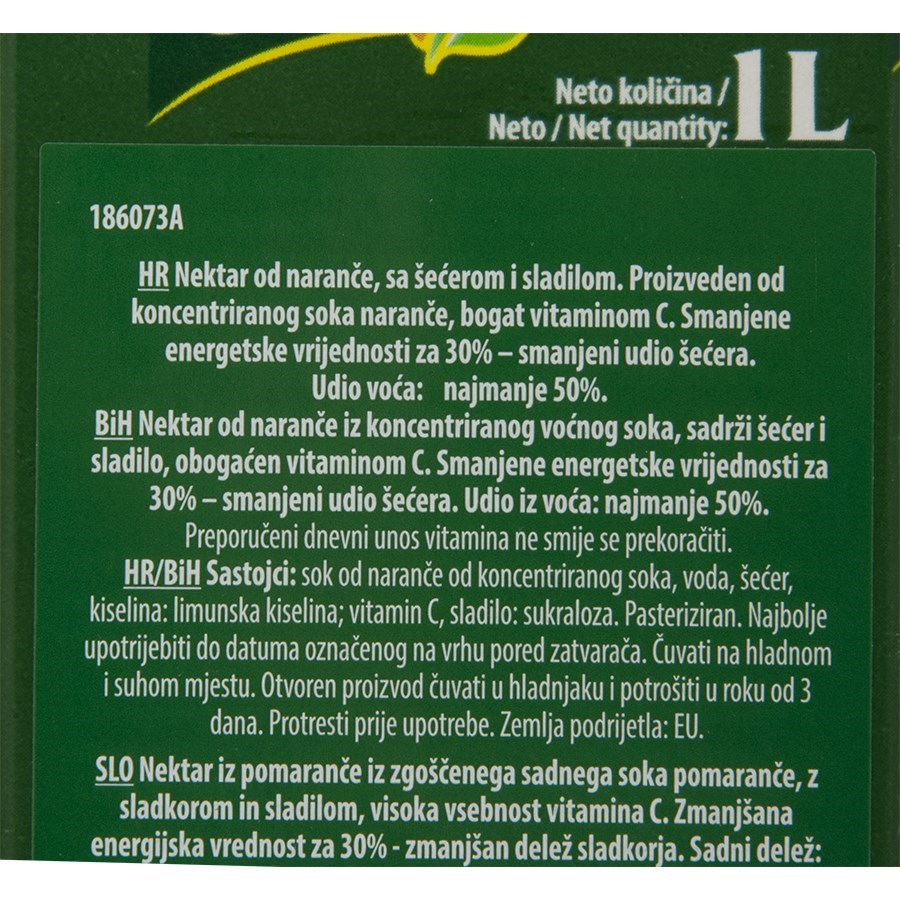 Neto količina /
Neto / Net quantity: 1 L
186073A
HR Nektar od naranče, sa šećerom i sladilom. Proizveden od
koncentriranog soka naranče, bogat vitaminom C. Smanjene
energetske vrijednosti za 30% – smanjeni udio šećera.
Udio voća: najmanje 50%.
BiH Nektar od naranče iz koncentriranog voćnog soka, sadrži šećer i
sladilo, obogaćen vitaminom C. Smanjene energetske vrijednosti za
30% – smanjeni udio šećera. Udio iz voća: najmanje 50%.
Preporučeni dnevni unos vitamina ne smije se prekoračiti.
HR/BiH Sastojci: sok od naranče od koncentriranog soka, voda, šećer,
kiselina: limunska kiselina; vitamin C, sladilo: sukraloza. Pasteriziran. Najbolje
upotrijebiti do datuma označenog na vrhu pored zatvarača. Čuvati na hladnom
i suhom mjestu. Otvoren proizvod čuvati u hladnjaku i potrošiti u roku od 3
dana. Protresti prije upotrebe. Zemlja podrijetla: EU.
SLO Nektar iz pomaranče iz zgoščenega sadnega soka pomaranče, z
sladkorom in sladilom, visoka vsebnost vitamina C. Zmanjšana
energijska vrednost za 30% - zmanjšan delež sladkorja. Sadni delež: